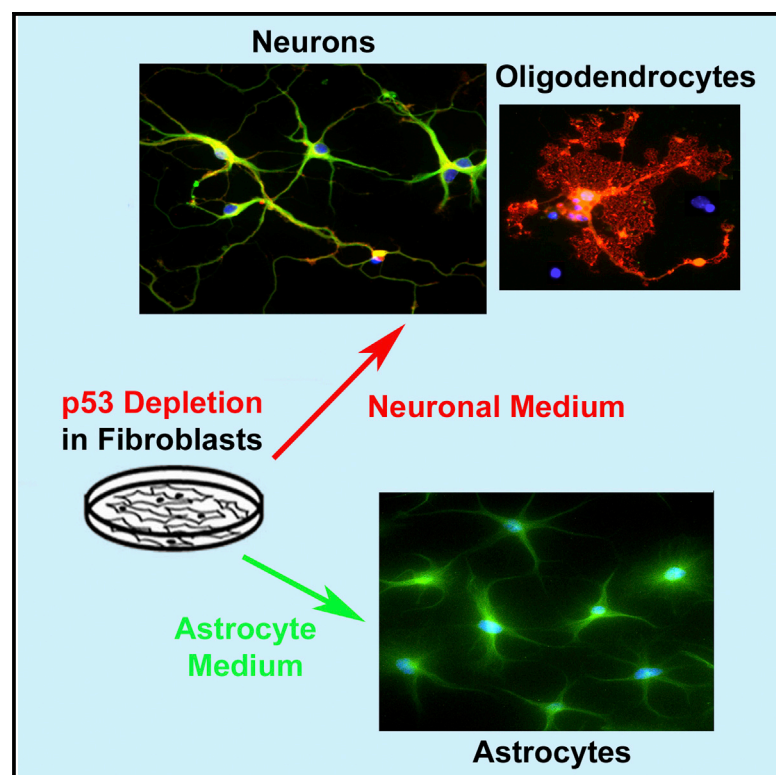 Neurons
Oligodendrocytes
p53 Depletion
in Fibroblasts
Neuronal Medium
Astrocyte
Medium
Astrocytes